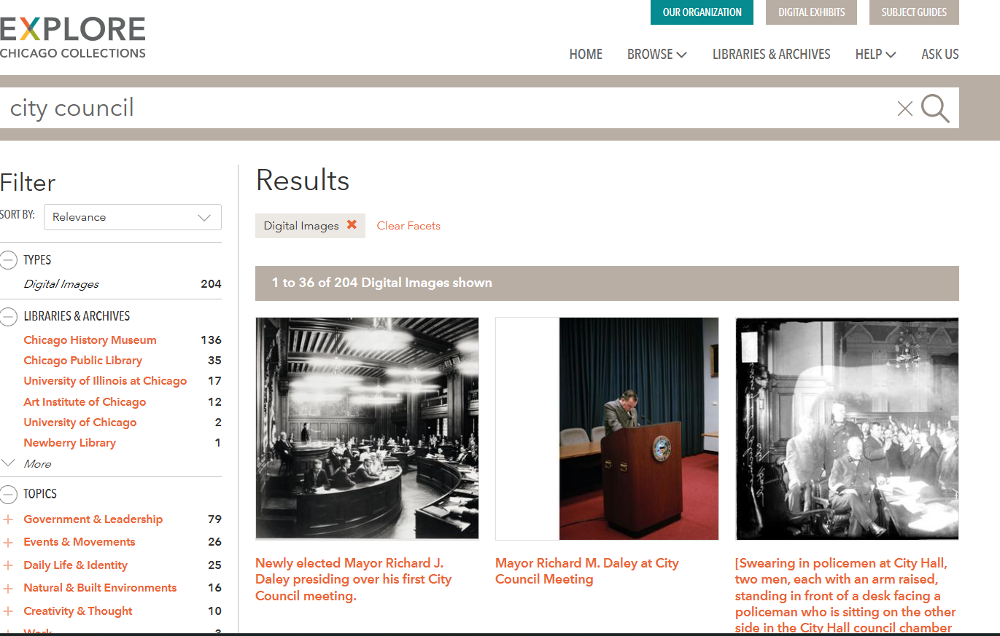 OUR ORGANIZATION
DIGITAL EXHIBITS
SUBJECT GUIDES
EXPLORE
CHICAGO COLLECTIONS
HOME
BROWSE
LIBRARIES & ARCHIVES
HELP
ASK US
city council
Filter
SORT BY:
Relevance
TYPES
Digital Images 204
LIBRARIES & ARCHIVES
Chicago History Museum 136
Chicago Public Library 35
University of Illinois at Chicago 17
Art Institute of Chicago 12
University of Chicago 2
Newberry Library 1
More
TOPICS
Government & Leadership 79
Events & Movements 26
Daily Life & Identity 25
Natural & Built Environments 16
Creativity & Thought 10
Work 3
Results
Digital Images
Clear Facets
1 to 36 of 204 Digital Images shown
Newly elected Mayor Richard J.
Daley presiding over his first City
Council meeting.
Mayor Richard M. Daley at City
Council Meeting
[Swearing in policemen at City Hall,
two men, each with an arm raised,
standing in front of a desk facing a
policeman who is sitting on the other
side in the City Hall council chamber